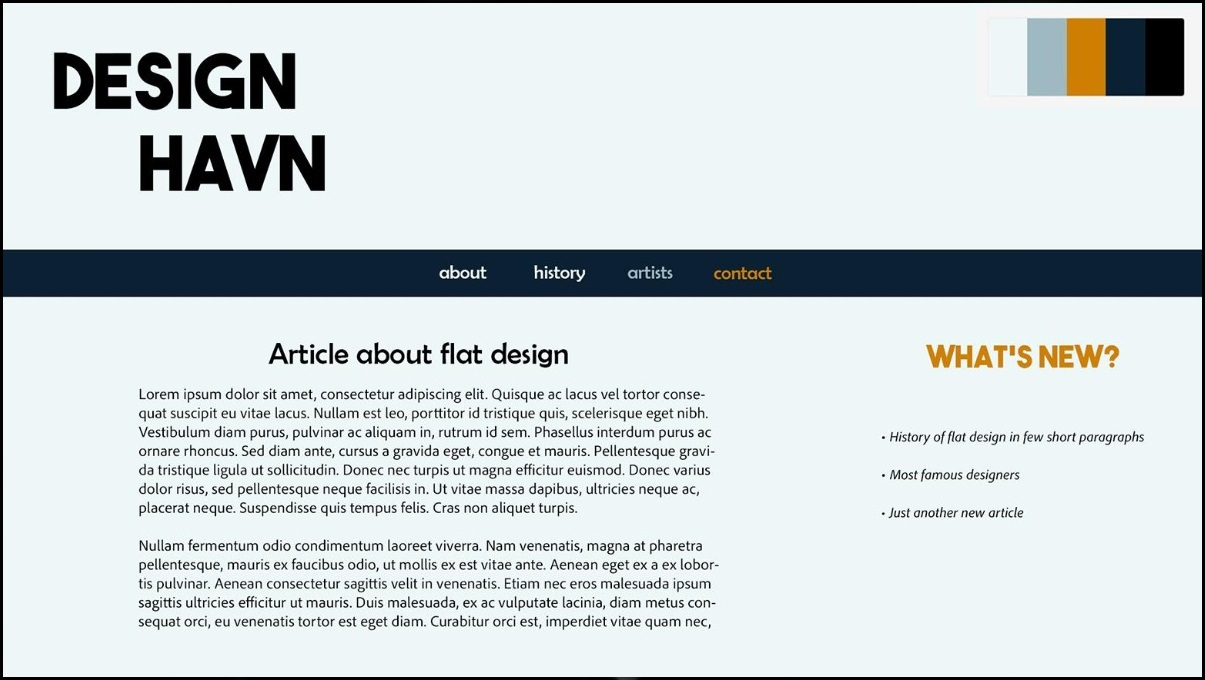 DESIGN
HAVN
about history artists contact
Article about flat design
Lorem ipsum dolor sit amet, consectetur adipiscing elit. Quisque ac lacus vel tortor conse-
quat suscipit eu vitae lacus. Nullam est leo, porttitor id tristique quis, scelerisque eget nibh.
Vestibulum diam purus, pulvinar ac aliquam in, rutrum id sem. Phasellus interdum purus ac
ornare rhoncus. Sed diam ante, cursus a gravida eget, congue et mauris. Pellentesque gravi-
da tristique ligula ut sollicitudin. Donec nec turpis ut magna efficitur euismod. Donec varius
dolor risus, sed pellentesque neque facilisis in. Ut vitae massa dapibus, ultricies neque ac,
placerat neque. Suspendisse quis tempus felis. Cras non aliquet turpis.
Nullam fermentum odio condimentum laoreet viverra. Nam venenatis, magna at pharetra
pellentesque, mauris ex faucibus odio, ut mollis ex est vitae ante. Aenean eget ex a ex lobor-
tis pulvinar. Aenean consectetur sagittis velit in venenatis. Etiam nec eros malesuada ipsum
sagittis ultricies efficitur ut mauris. Duis malesuada, ex ac vulputate lacinia, diam metus con-
sequat orci, eu venenatis tortor est eget diam. Curabitur orci est, imperdiet vitae quam nec,
WHAT'S NEW?
• History of flat design in few short paragraphs
• Most famous designers
• Just another new article